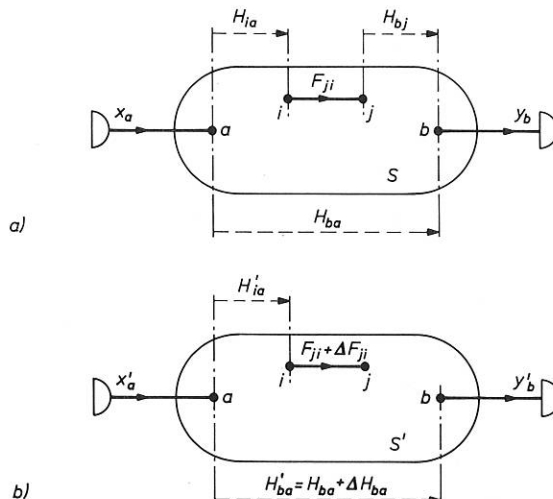 H_ia H_bj
F_ji
x_a i j y_b
a b
S
a) H_ba
H'_ia
F_ji + ΔF_ji
x'_a i j y'_b
a b
S'
H'_ba = H_ba + ΔH_ba
b)